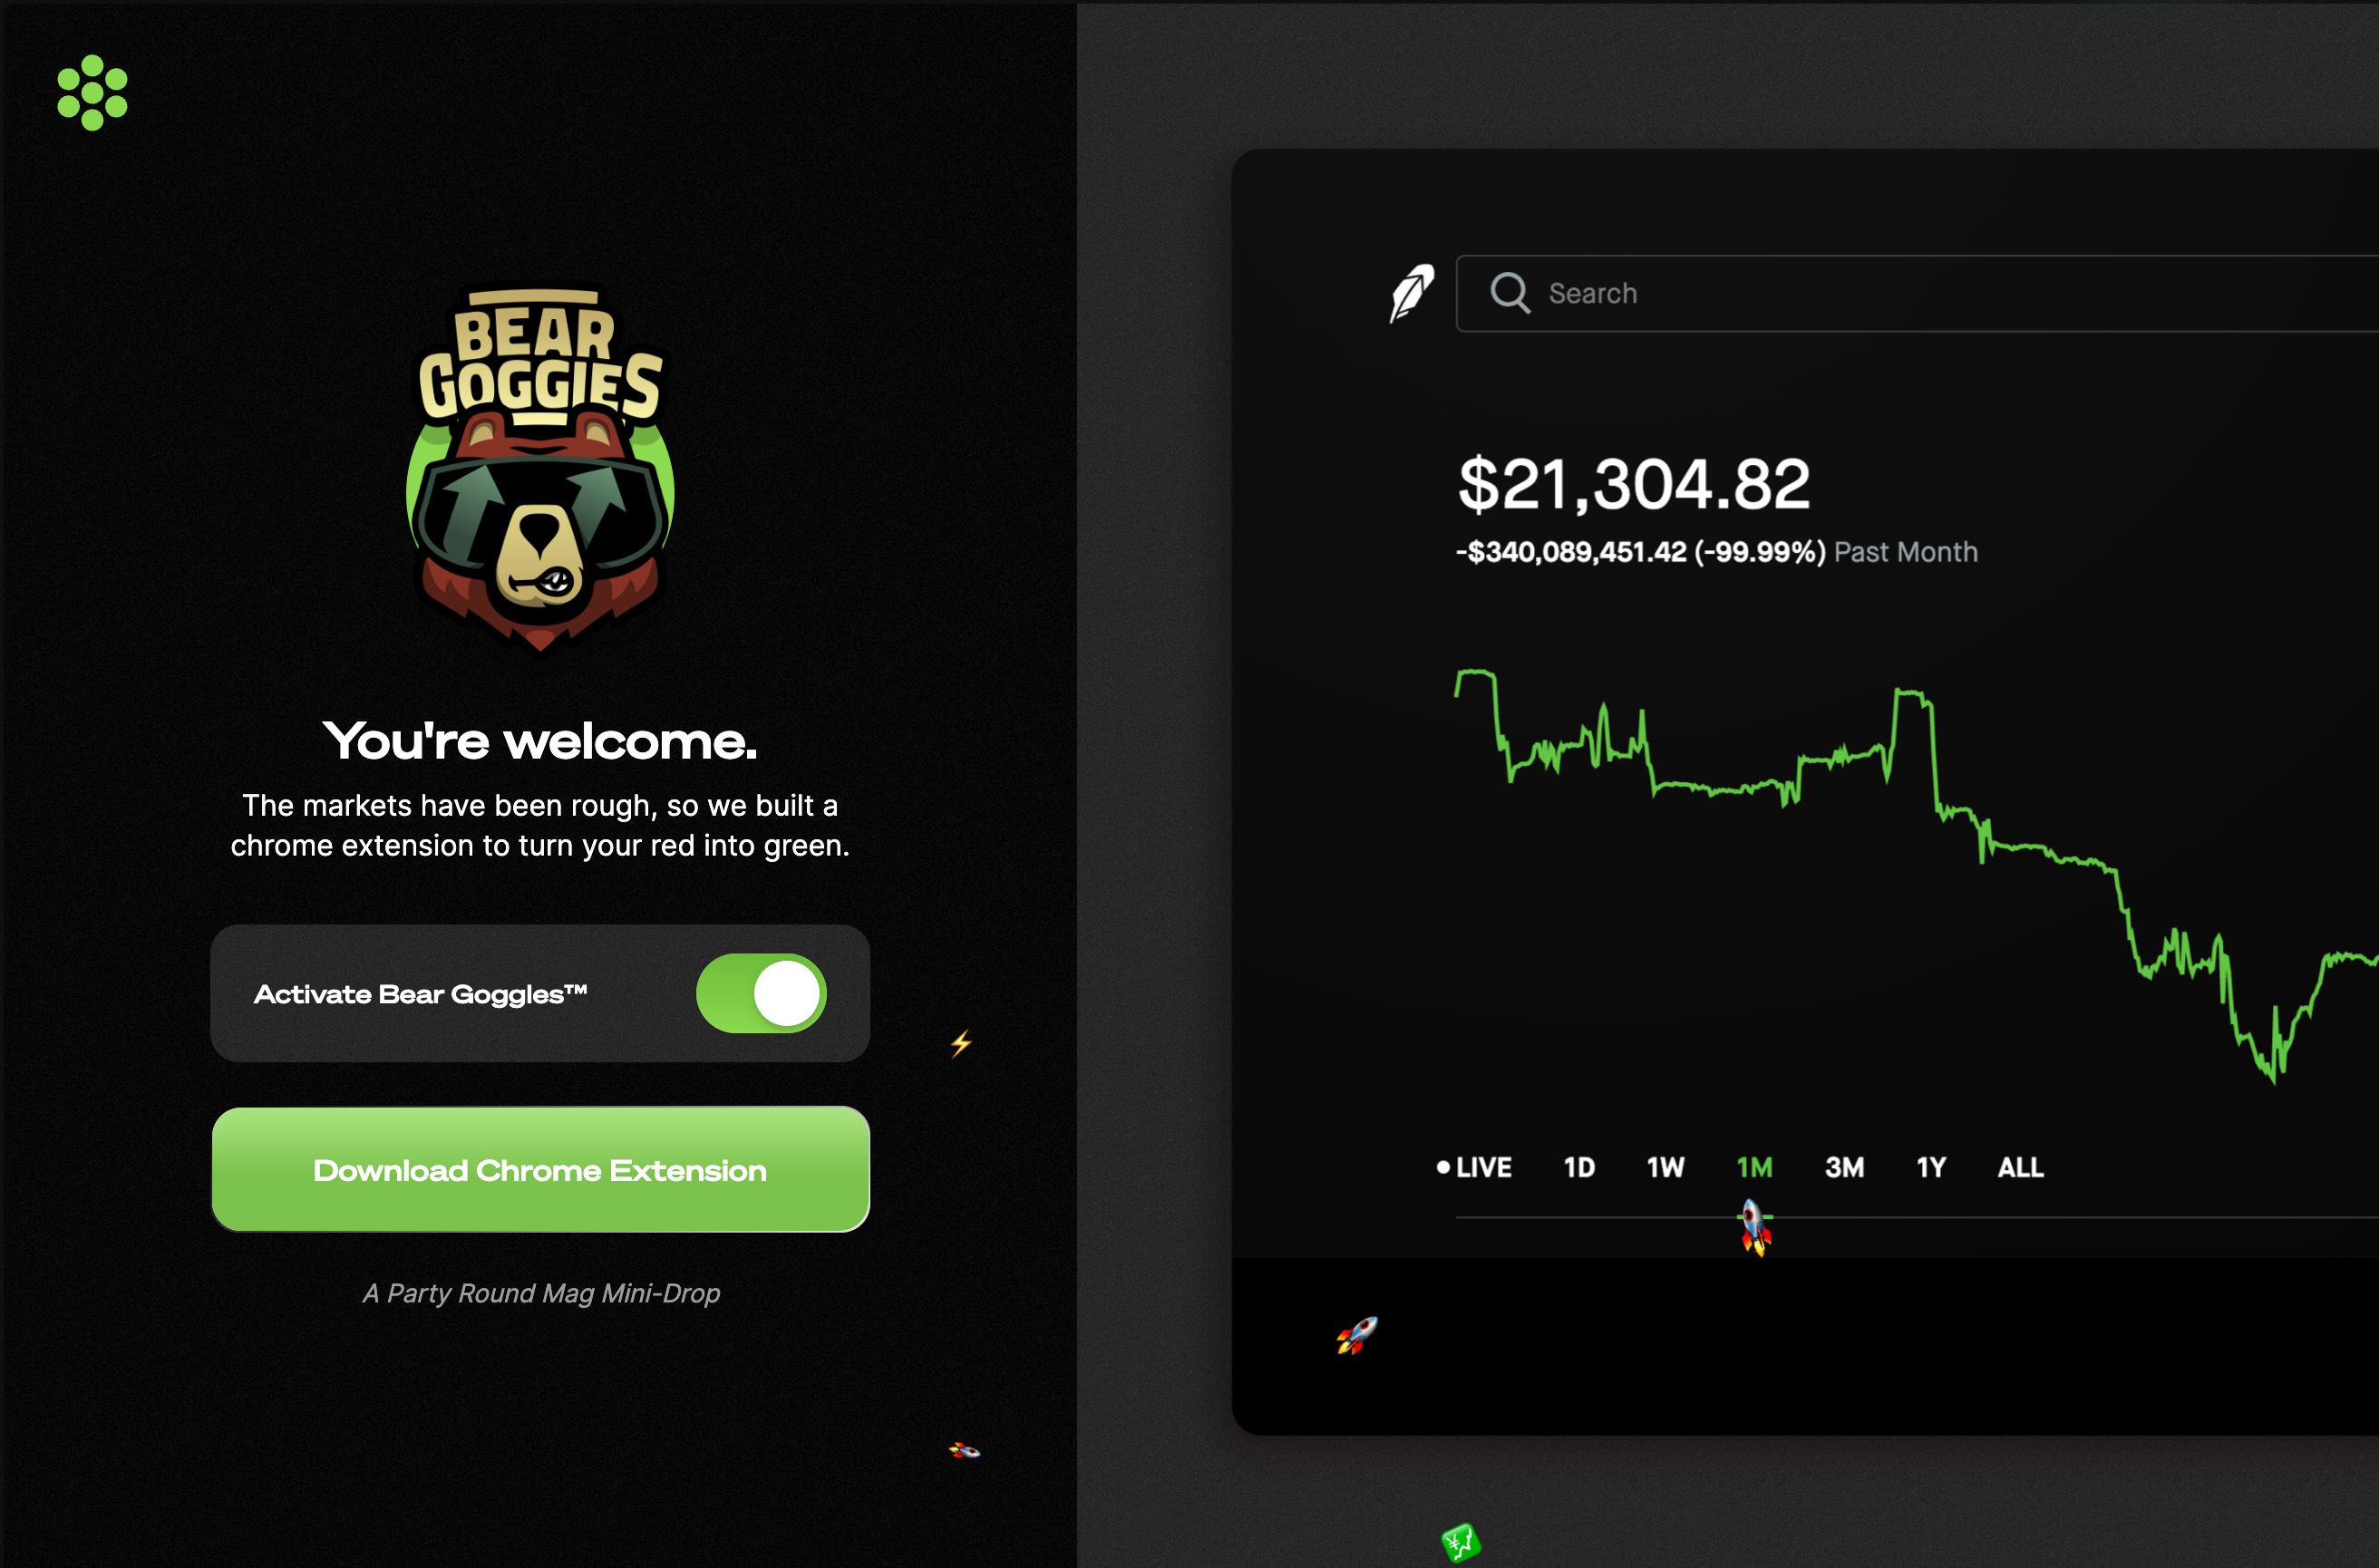 BEAR
GOGGLES
You're welcome.
The markets have been rough, so we built a
chrome extension to turn your red into green.
Activate Bear Goggles™
Download Chrome Extension
A Party Round Mag Mini-Drop
Search
$21,304.82
-$340,089,451.42 (-99.99%) Past Month
LIVE 1D 1W 1M 3M 1Y ALL